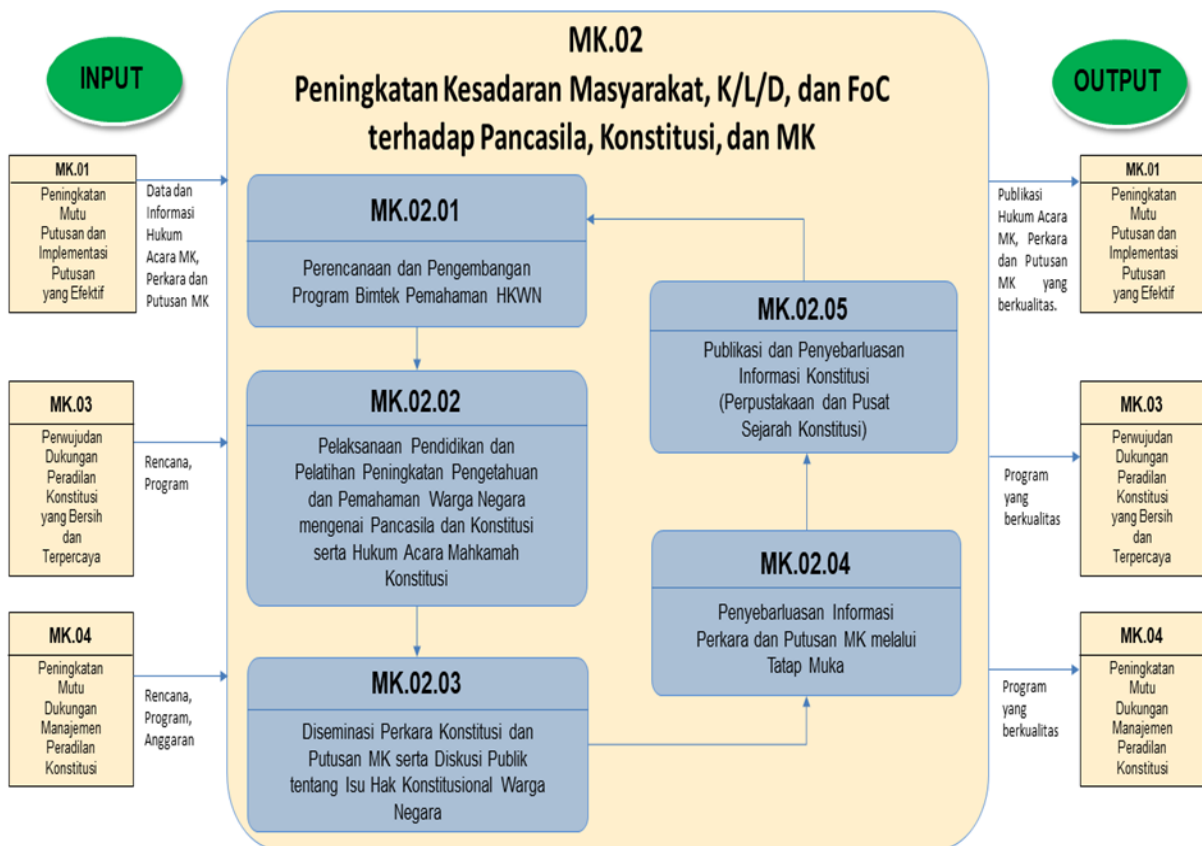 MK.02
Peningkatan Kesadaran Masyarakat, K/L/D, dan FoC
terhadap Pancasila, Konstitusi, dan MK
INPUT
MK.01
Peningkatan
Mutu
Putusan dan
Implementasi
Putusan
yang Efektif
Data dan
Informasi
Hukum
Acara MK,
Perkara dan
Putusan MK
MK.03
Perwujudan
Dukungan
Peradilan
Konstitusi
yang Bersih
dan
Terpercaya
Rencana,
Program
MK.04
Peningkatan
Mutu
Dukungan
Manajemen
Peradilan
Konstitusi
Rencana,
Program,
Anggaran
MK.02.01
Perencanaan dan Pengembangan
Program Bimtek Pemahaman HKWN
MK.02.02
Pelaksanaan Pendidikan dan
Pelatihan Peningkatan Pengetahuan
dan Pemahaman Warga Negara
mengenai Pancasila dan Konstitusi
serta Hukum Acara Mahkamah
Konstitusi
MK.02.03
Diseminasi Perkara Konstitusi dan
Putusan MK serta Diskusi Publik
tentang Isu Hak Konstitusional Warga
Negara
MK.02.04
Penyebarluasan Informasi
Perkara dan Putusan MK melalui
Tatap Muka
MK.02.05
Publikasi dan Penyebarluasan
Informasi Konstitusi
(Perpustakaan dan Pusat
Sejarah Konstitusi)
OUTPUT
Publikasi
Hukum Acara
MK, Perkara
dan Putusan
MK yang
berkualitas.
MK.01
Peningkatan
Mutu
Putusan dan
Implementasi
Putusan
yang Efektif
Program
yang
berkualitas
MK.03
Perwujudan
Dukungan
Peradilan
Konstitusi
yang Bersih
dan
Terpercaya
Program
yang
berkualitas
MK.04
Peningkatan
Mutu
Dukungan
Manajemen
Peradilan
Konstitusi